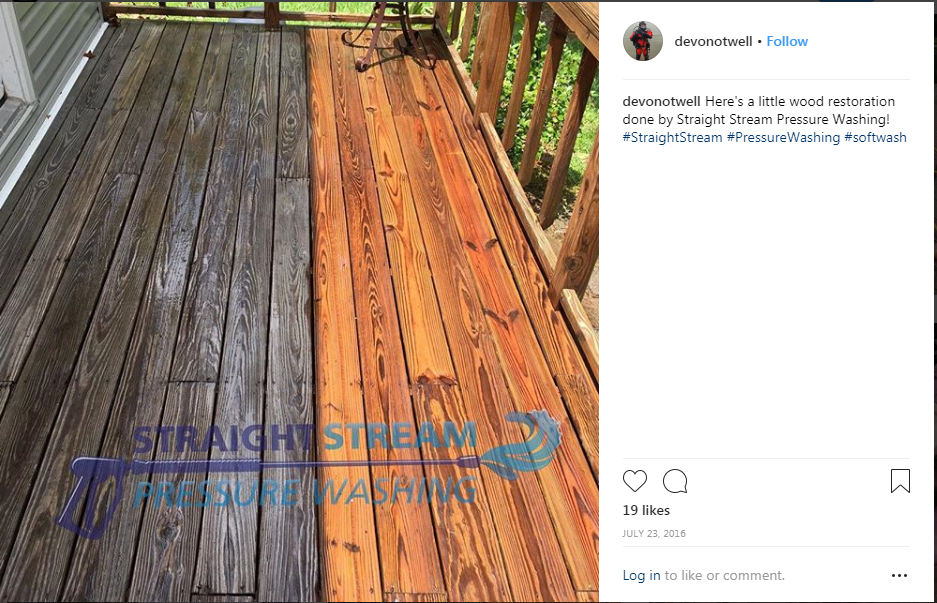 devonotwell • Follow
devonotwell Here's a little wood restoration
done by Straight Stream Pressure Washing!
#StraightStream #PressureWashing #softwash
STRAIGHT STREAM
PRESSURE WASHING
19 likes
JULY 23, 2016
Log in to like or comment.